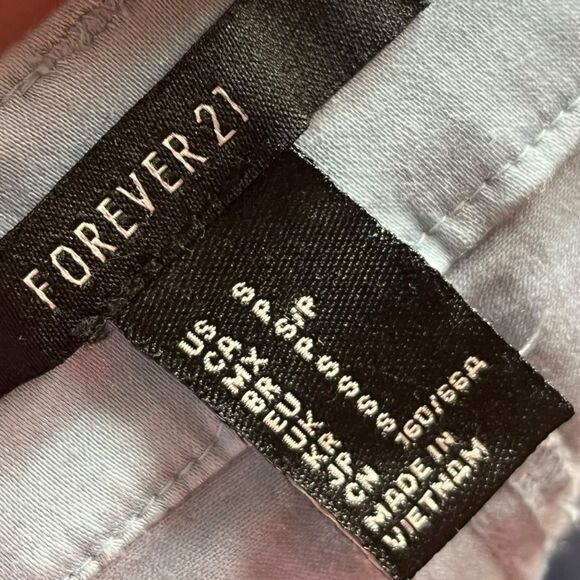 FOREVER 21
US S
CA P
MX S/P
BR P
EU S
UK S
KR S
JP S
CN 160/66A
MADE IN
VIETNAM